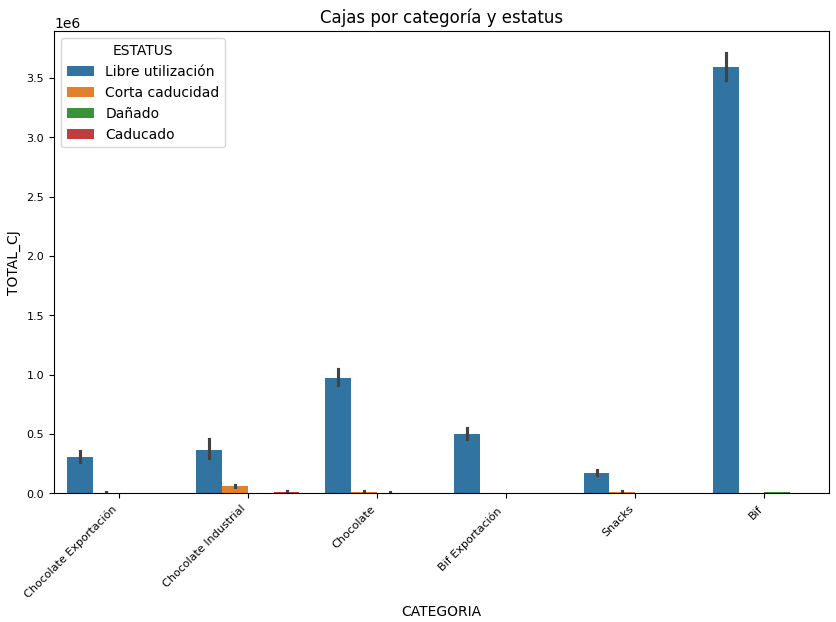 Cajas por categoría y estatus
1e6
ESTATUS
Libre utilización
Corta caducidad
Dañado
Caducado
TOTAL_CJ
3.5
3.0
2.5
2.0
1.5
1.0
0.5
0.0
Chocolate Exportación
Chocolate Industrial
Chocolate
Bif Exportación
Snacks
Bif
CATEGORIA